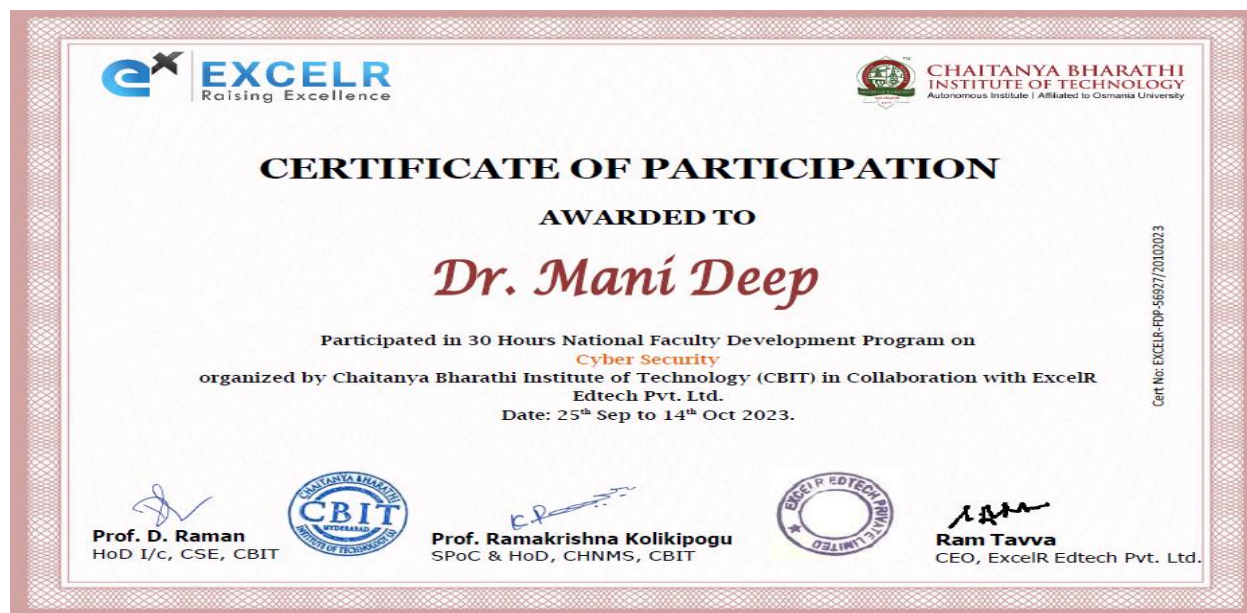 ex EXCELR
Raising Excellence
CHAITANYA BHARATHI
INSTITUTE OF TECHNOLOGY
Autonomous Institute | Affiliated to Osmania University
CERTIFICATE OF PARTICIPATION
AWARDED TO
Dr. Mani Deep
Participated in 30 Hours National Faculty Development Program on
Cyber Security
organized by Chaitanya Bharathi Institute of Technology (CBIT) in Collaboration with ExcelR
Edtech Pvt. Ltd.
Date: 25th Sep to 14th Oct 2023.
Cert No: EXCELR-FDP-56927/20102023
CHAITANYA BHARATHI
CBIT
HYDERABAD
INSTITUTE OF TECHNOLOGY
EXCELR EDTECH PRIVATE LIMITED
Prof. D. Raman
HoD I/c, CSE, CBIT
Prof. Ramakrishna Kolikipogu
SPoC & HoD, CHNMS, CBIT
Ram Tavva
CEO, ExcelR Edtech Pvt. Ltd.